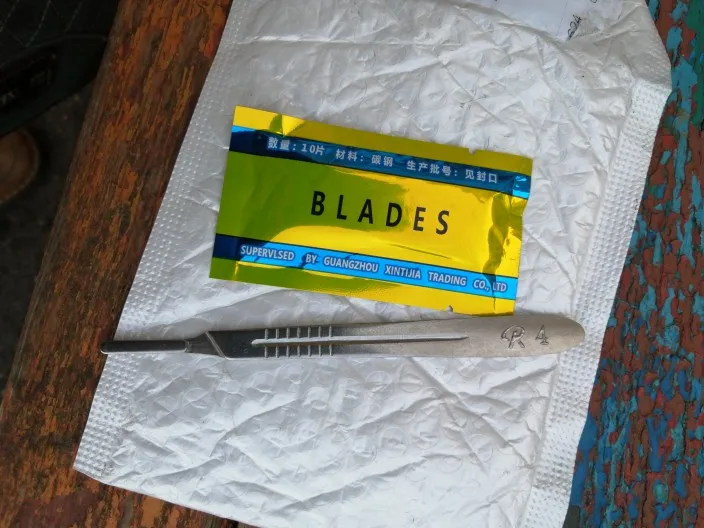 数量：10片 材料：碳钢 生产批号：见封口
BLADES
SUPERVLSED BY· GUANGZHOU XINTIJIA TRADING CO., LTD
R 4